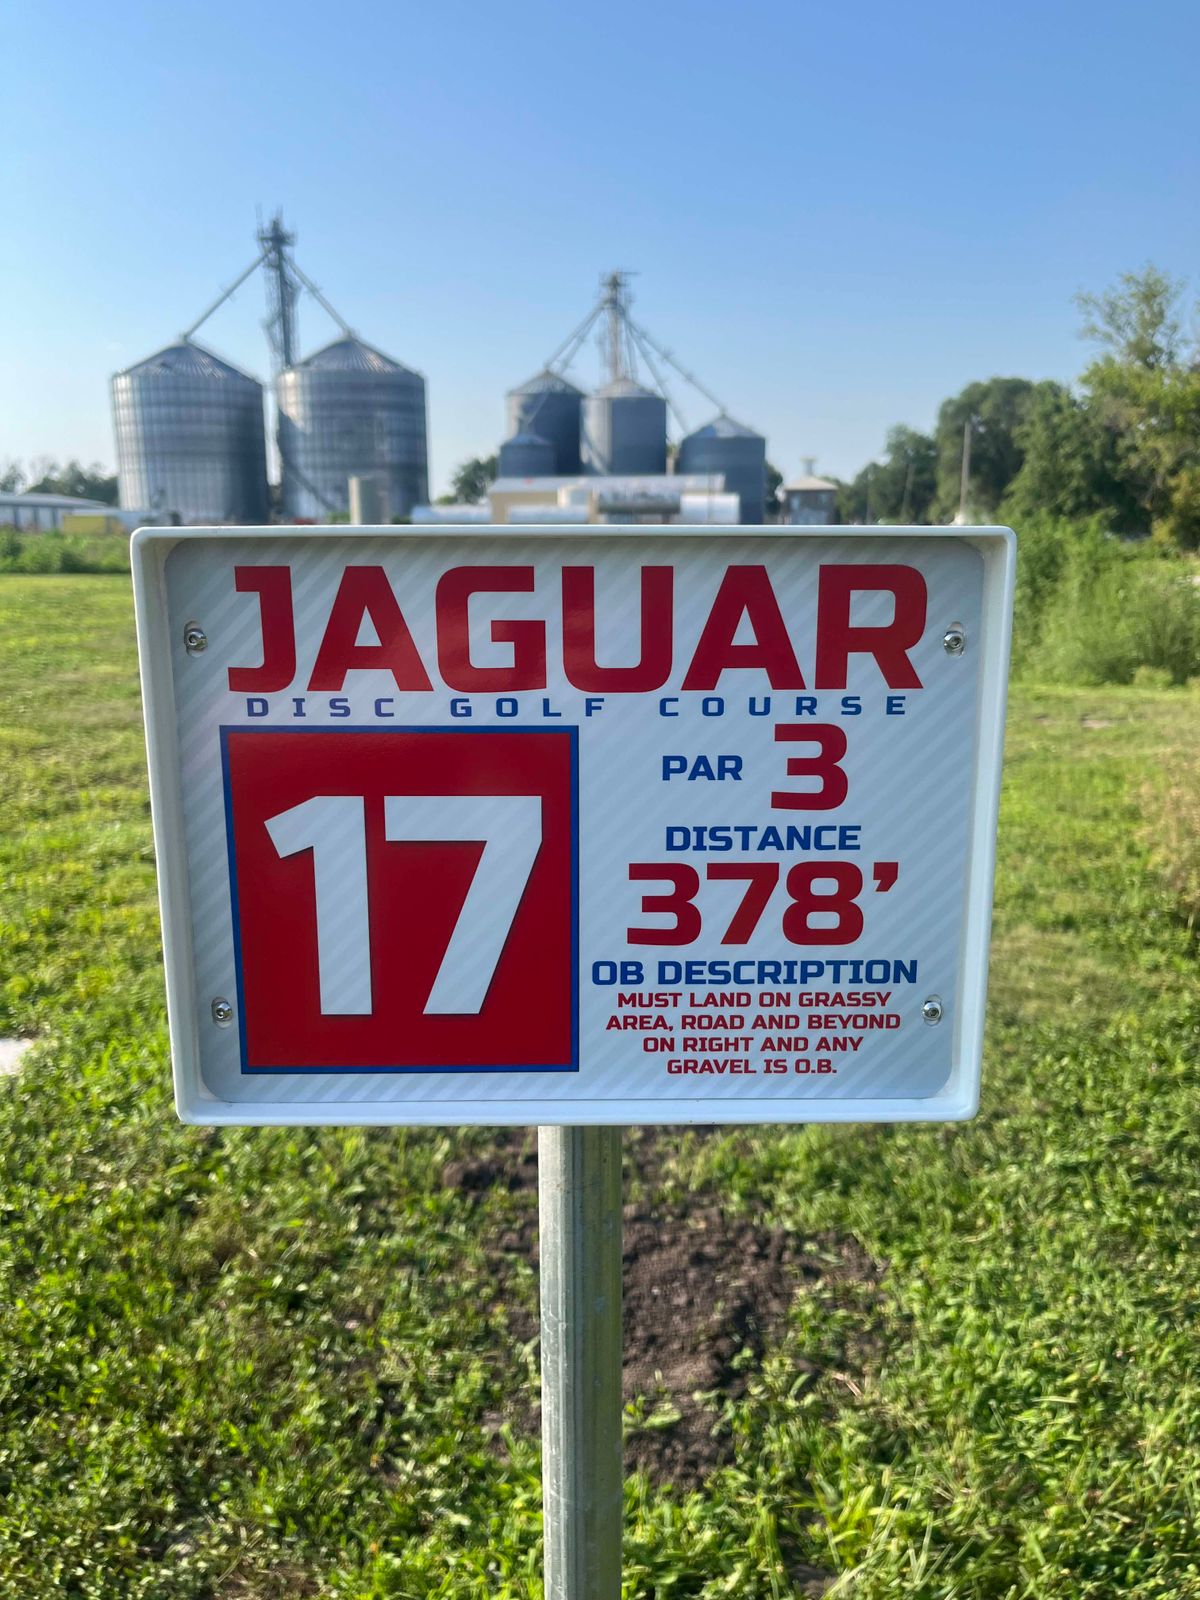 JAGUAR
DISC GOLF COURSE
17
PAR 3
DISTANCE
378'
OB DESCRIPTION
MUST LAND ON GRASSY
AREA, ROAD AND BEYOND
ON RIGHT AND ANY
GRAVEL IS O.B.